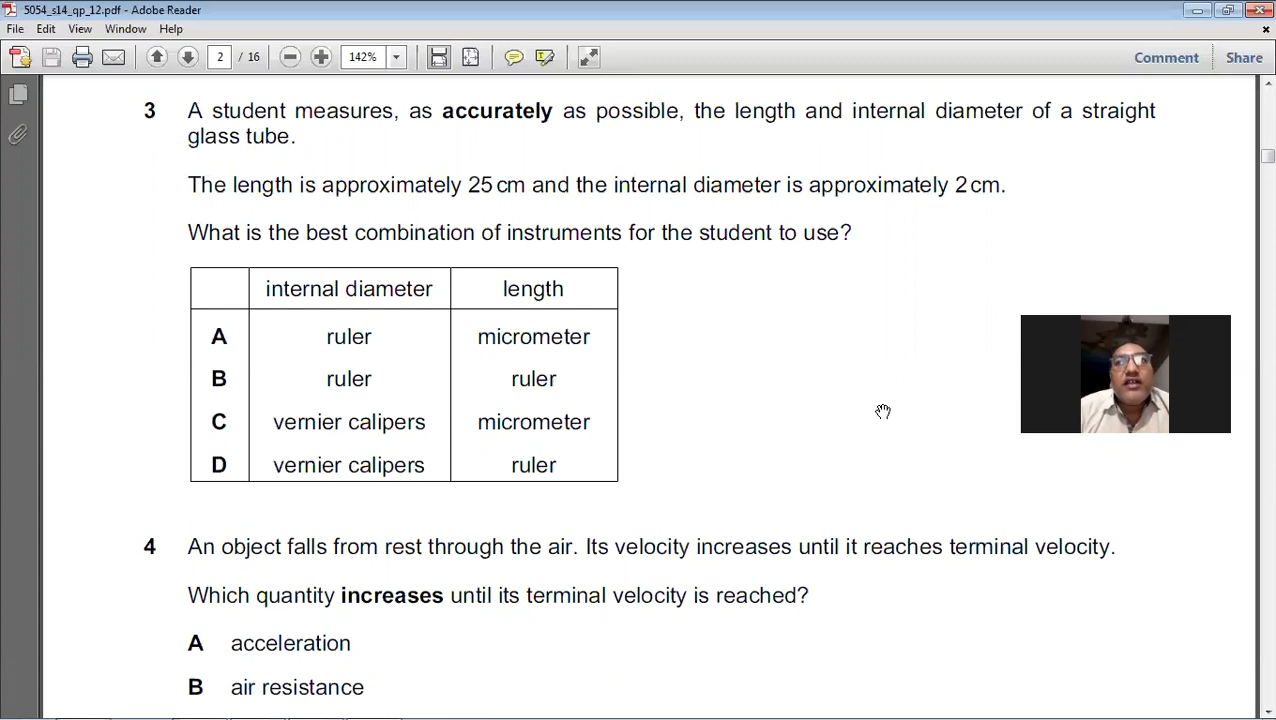 5054_s14_qp_12.pdf - Adobe Reader
File Edit View Window Help
2 / 16 142% Comment Share
3 A student measures, as accurately as possible, the length and internal diameter of a straight
glass tube.
The length is approximately 25 cm and the internal diameter is approximately 2 cm.
What is the best combination of instruments for the student to use?
internal diameter length
A ruler micrometer
B ruler ruler
C vernier calipers micrometer
D vernier calipers ruler
4 An object falls from rest through the air. Its velocity increases until it reaches terminal velocity.
Which quantity increases until its terminal velocity is reached?
A acceleration
B air resistance